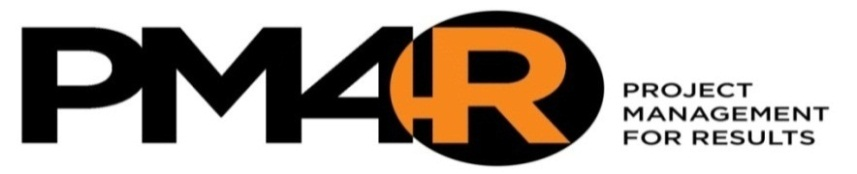 PM4R
PROJECT
MANAGEMENT
FOR RESULTS